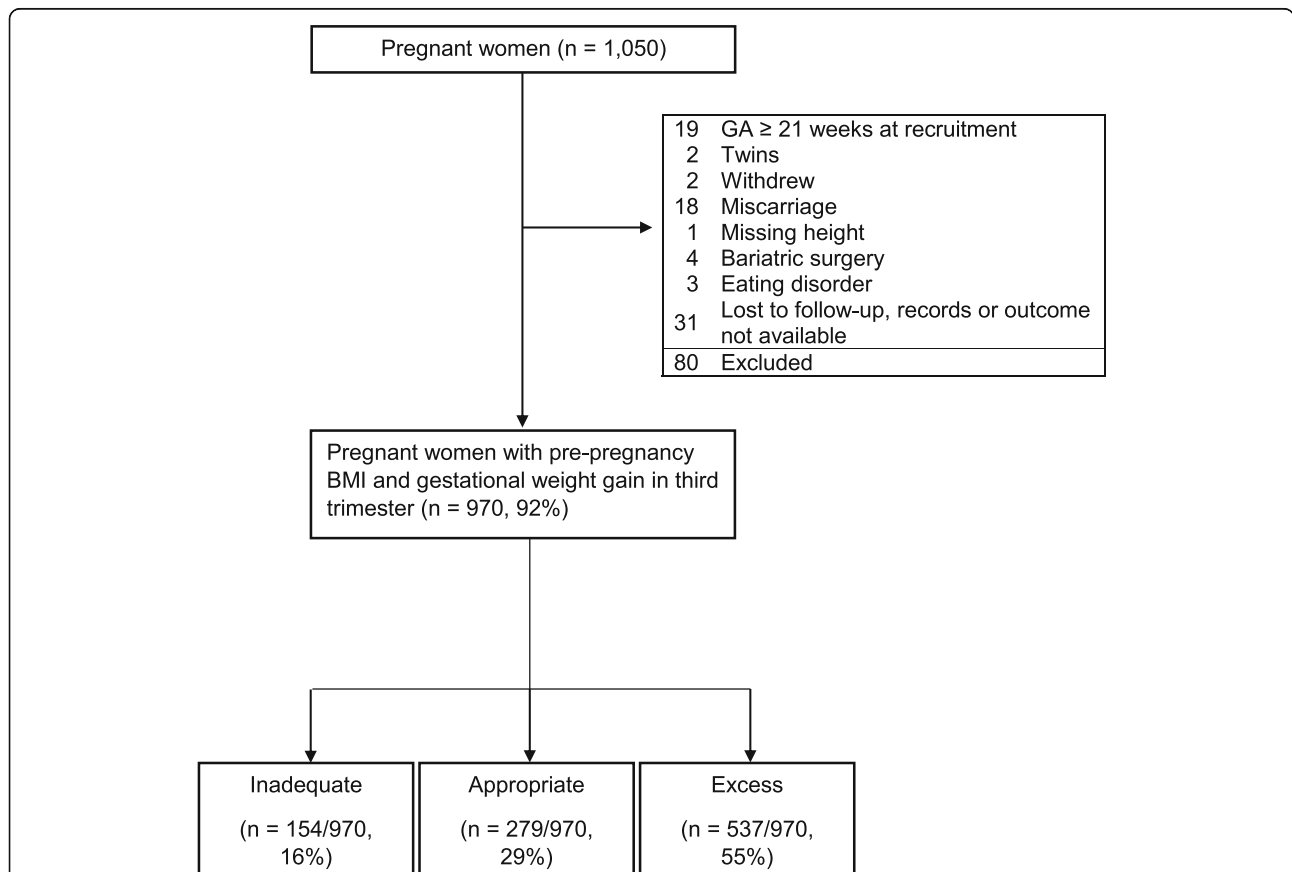 Pregnant women (n = 1,050)
19 GA ≥ 21 weeks at recruitment
2 Twins
2 Withdrew
18 Miscarriage
1 Missing height
4 Bariatric surgery
3 Eating disorder
31 Lost to follow-up, records or outcome
not available
80 Excluded
Pregnant women with pre-pregnancy
BMI and gestational weight gain in third
trimester (n = 970, 92%)
Inadequate
(n = 154/970,
16%)
Appropriate
(n = 279/970,
29%)
Excess
(n = 537/970,
55%)